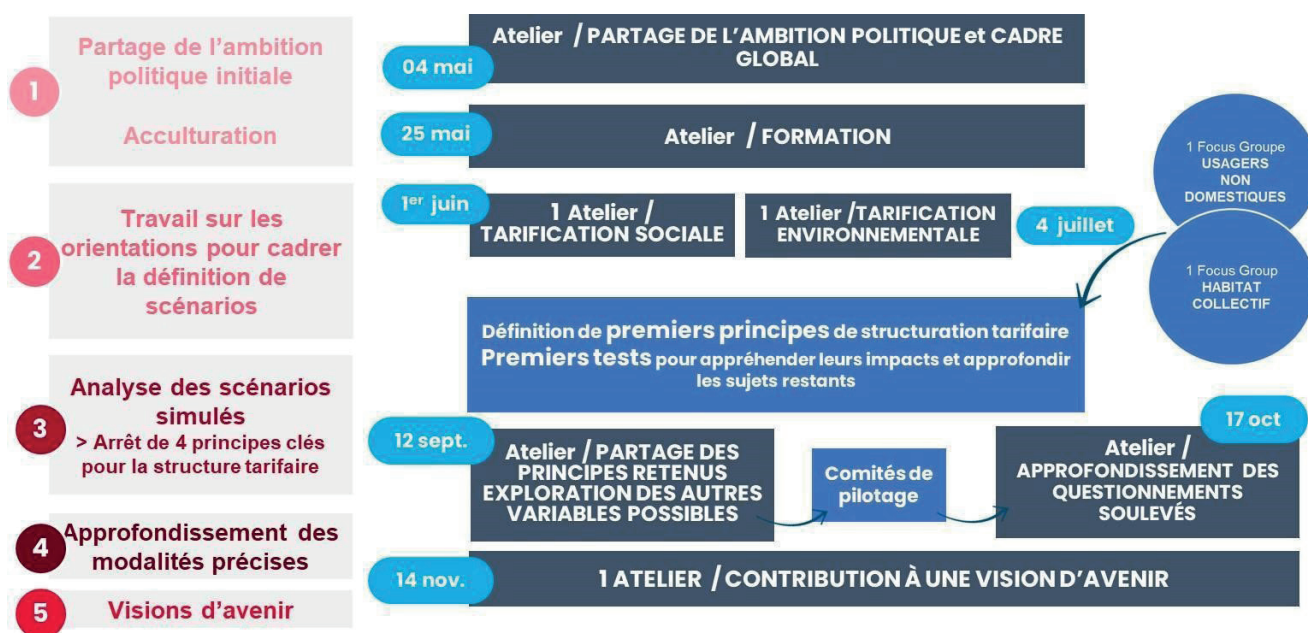 1
Partage de l’ambition
politique initiale
Acculturation
2
Travail sur les
orientations pour cadrer
la définition de
scénarios
3
Analyse des scénarios
simulés
> Arrêt de 4 principes clés
pour la structure tarifaire
4
Approfondissement des
modalités précises
5
Visions d’avenir
04 mai
Atelier / PARTAGE DE L’AMBITION POLITIQUE et CADRE
GLOBAL
25 mai
Atelier / FORMATION
1er juin
1 Atelier /
TARIFICATION SOCIALE
1 Atelier /TARIFICATION
ENVIRONNEMENTALE
4 juillet
1 Focus Groupe
USAGERS
NON
DOMESTIQUES
1 Focus Group
HABITAT
COLLECTIF
Définition de premiers principes de structuration tarifaire
Premiers tests pour appréhender leurs impacts et approfondir
les sujets restants
12 sept.
Atelier / PARTAGE DES
PRINCIPES RETENUS
EXPLORATION DES AUTRES
VARIABLES POSSIBLES
Comités de
pilotage
17 oct
Atelier /
APPROFONDISSEMENT DES
QUESTIONNEMENTS
SOULEVÉS
14 nov.
1 ATELIER / CONTRIBUTION À UNE VISION D’AVENIR